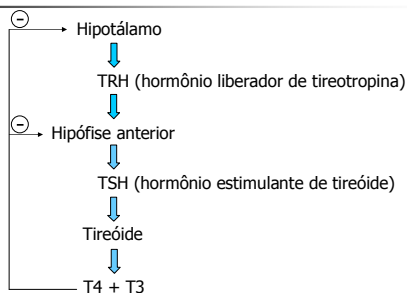 Hipotálamo
TRH (hormônio liberador de tireotropina)
Hipófise anterior
TSH (hormônio estimulante de tireóide)
Tireóide
T4 + T3